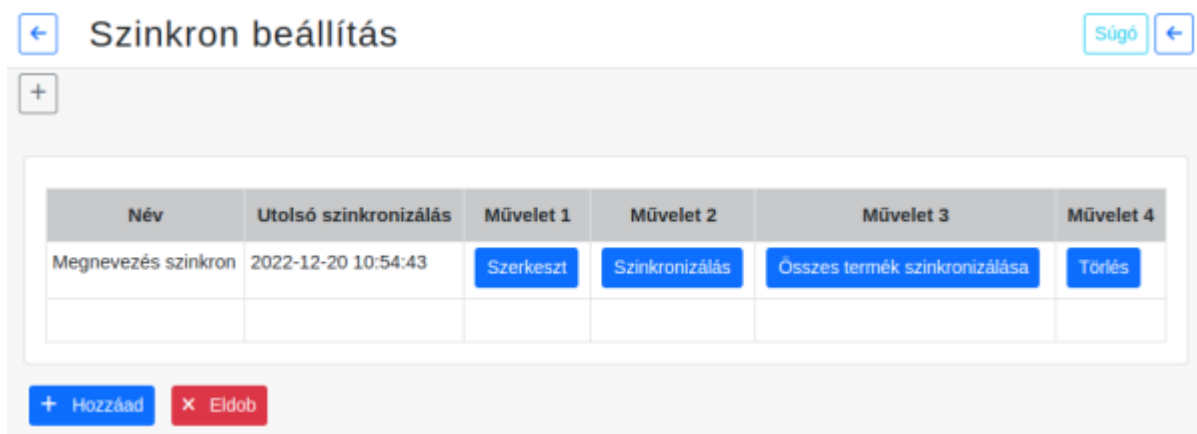 Szinkron beállítás
Súgó
Név Utolsó szinkronizálás Művelet 1 Művelet 2 Művelet 3 Művelet 4
Megnevezés szinkron 2022-12-20 10:54:43 Szerkeszt Szinkronizálás Összes termék szinkronizálása Törlés
+ Hozzáad × Eldob